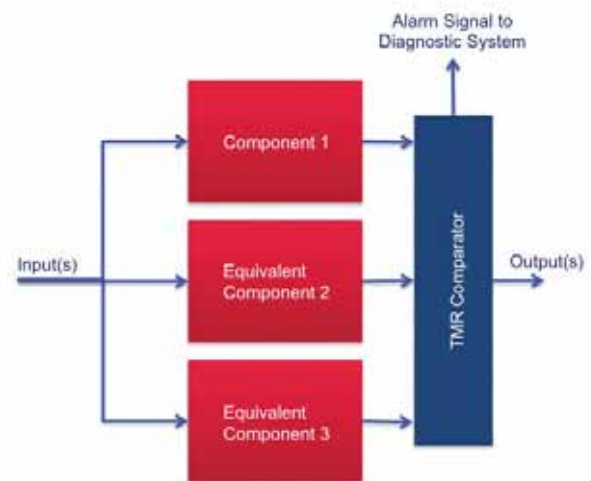 Alarm Signal to
Diagnostic System
Component 1
Input(s)
Equivalent
Component 2
TMR Comparator
Output(s)
Equivalent
Component 3